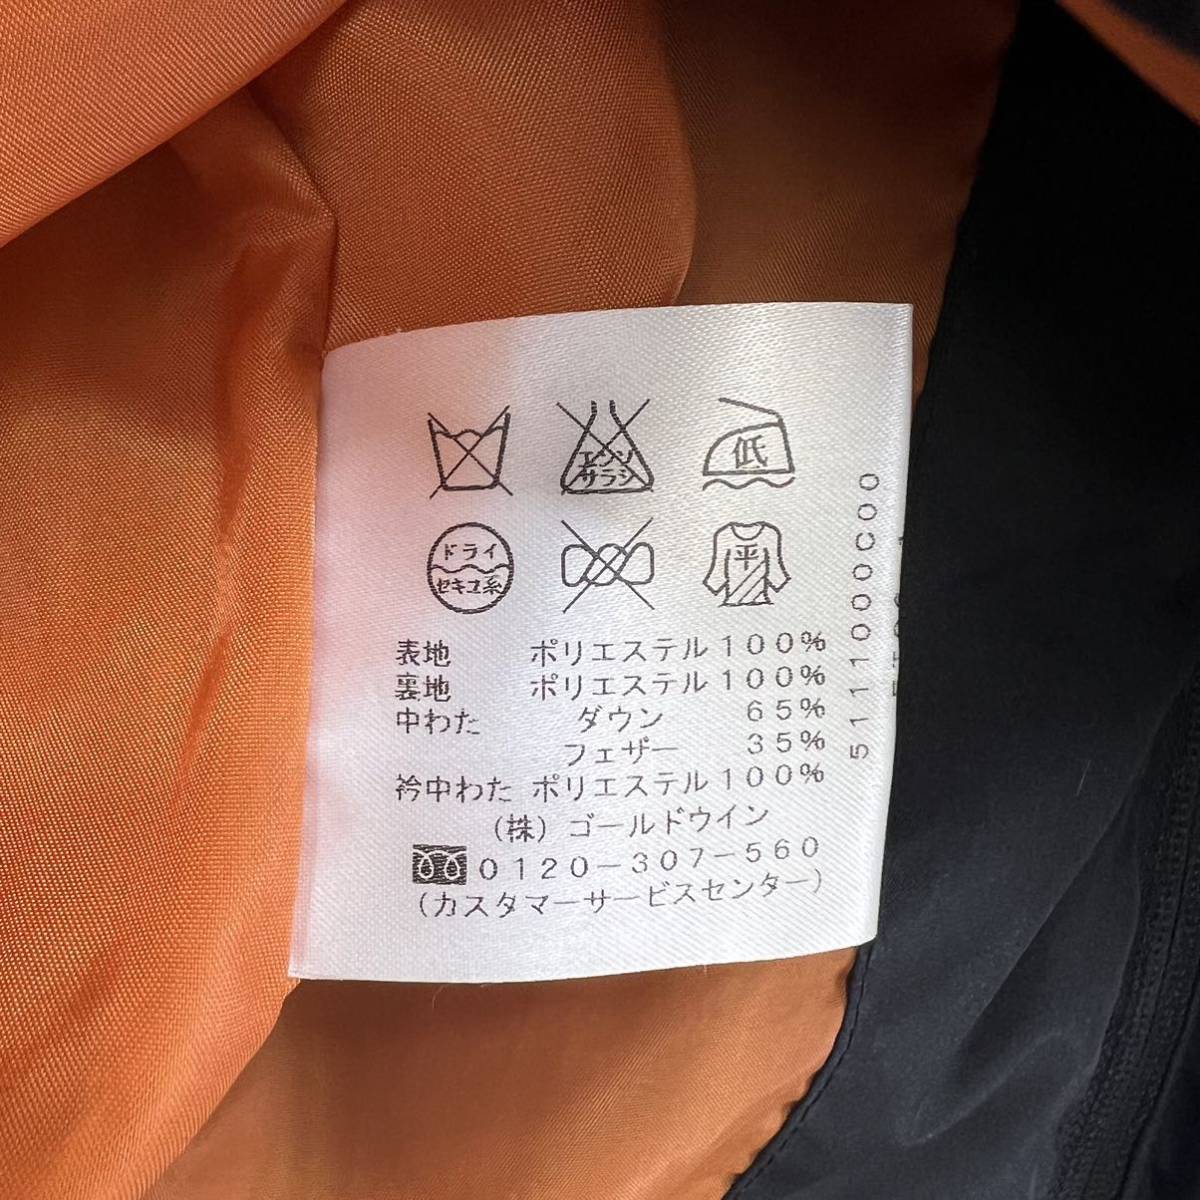 エンソ
サラシ
低
ドライ
セキユ系
平
表地 ポリエステル100%
裏地 ポリエステル100%
中わた ダウン 65%
フェザー 35%
衿中わた ポリエステル100%
(株)ゴールドウイン
0120-307-560
(カスタマーサービスセンター)
5111000C00